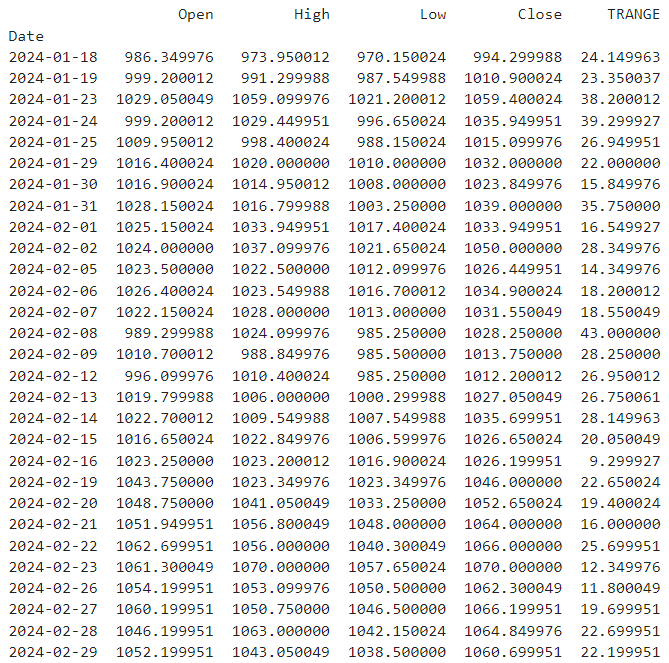 Open High Low Close TRANGE
Date
2024-01-18 986.349976 973.950012 970.150024 994.299988 24.149963
2024-01-19 999.200012 991.299988 987.549988 1010.900024 23.350037
2024-01-23 1029.050049 1059.099976 1021.200012 1059.400024 38.200012
2024-01-24 999.200012 1029.449951 996.650024 1035.949951 39.299927
2024-01-25 1009.950012 998.400024 988.150024 1015.099976 26.949951
2024-01-29 1016.400024 1020.000000 1010.000000 1032.000000 22.000000
2024-01-30 1016.900024 1014.950012 1008.000000 1023.849976 15.849976
2024-01-31 1028.150024 1016.799988 1003.250000 1039.000000 35.750000
2024-02-01 1025.150024 1033.949951 1017.400024 1033.949951 16.549927
2024-02-02 1024.000000 1037.099976 1021.650024 1050.000000 28.349976
2024-02-05 1023.500000 1022.500000 1012.099976 1026.449951 14.349976
2024-02-06 1026.400024 1023.549988 1016.700012 1034.900024 18.200012
2024-02-07 1022.150024 1028.000000 1013.000000 1031.550049 18.550049
2024-02-08 989.299988 1024.099976 985.250000 1028.250000 43.000000
2024-02-09 1010.700012 988.849976 985.500000 1013.750000 28.250000
2024-02-12 996.099976 1010.400024 985.250000 1012.200012 26.950012
2024-02-13 1019.799988 1006.000000 1000.299988 1027.050049 26.750061
2024-02-14 1022.700012 1009.549988 1007.549988 1035.699951 28.149963
2024-02-15 1016.650024 1022.849976 1006.599976 1026.650024 20.050049
2024-02-16 1023.250000 1023.200012 1016.900024 1026.199951 9.299927
2024-02-19 1043.750000 1023.349976 1023.349976 1046.000000 22.650024
2024-02-20 1048.750000 1041.050049 1033.250000 1052.650024 19.400024
2024-02-21 1051.949951 1056.800049 1048.000000 1064.000000 16.000000
2024-02-22 1062.699951 1056.000000 1040.300049 1066.000000 25.699951
2024-02-23 1061.300049 1070.000000 1057.650024 1070.000000 12.349976
2024-02-26 1054.199951 1053.099976 1050.500000 1062.300049 11.800049
2024-02-27 1060.199951 1050.750000 1046.500000 1066.199951 19.699951
2024-02-28 1046.199951 1063.000000 1042.150024 1064.849976 22.699951
2024-02-29 1052.199951 1043.050049 1038.500000 1060.699951 22.199951